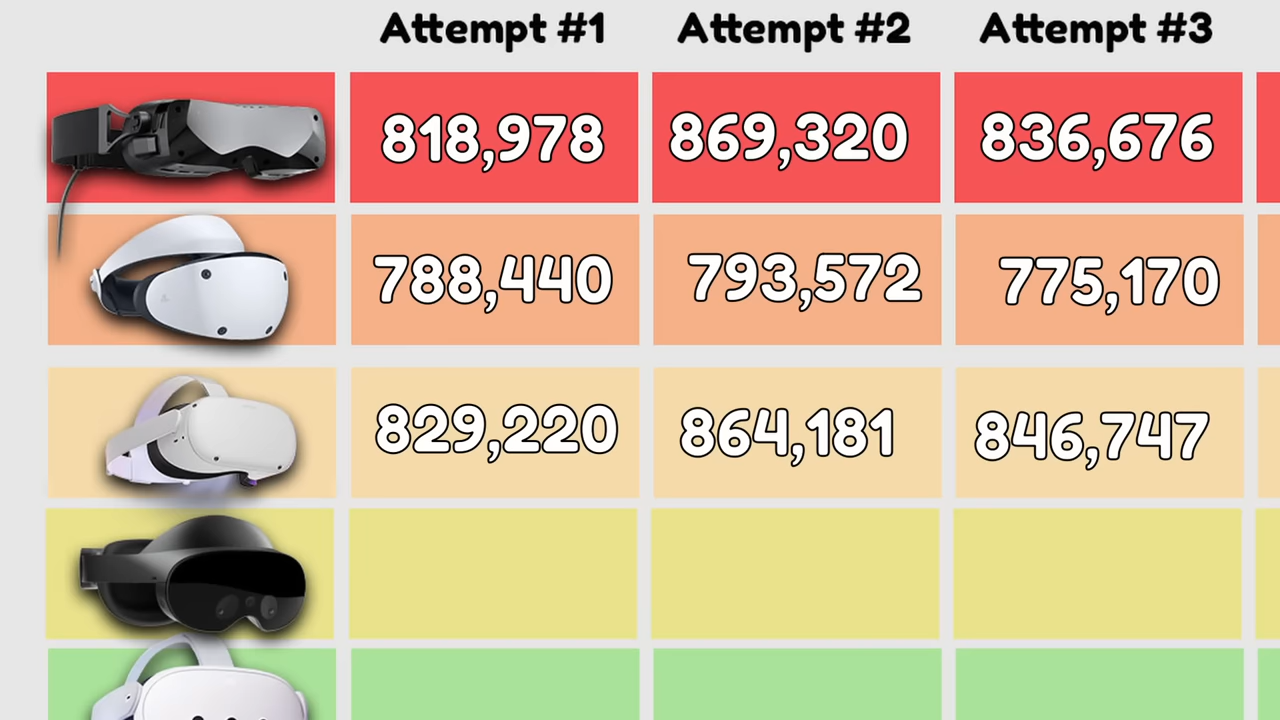 Attempt #1 Attempt #2 Attempt #3
818,978 869,320 836,676
788,440 793,572 775,170
829,220 864,181 846,747